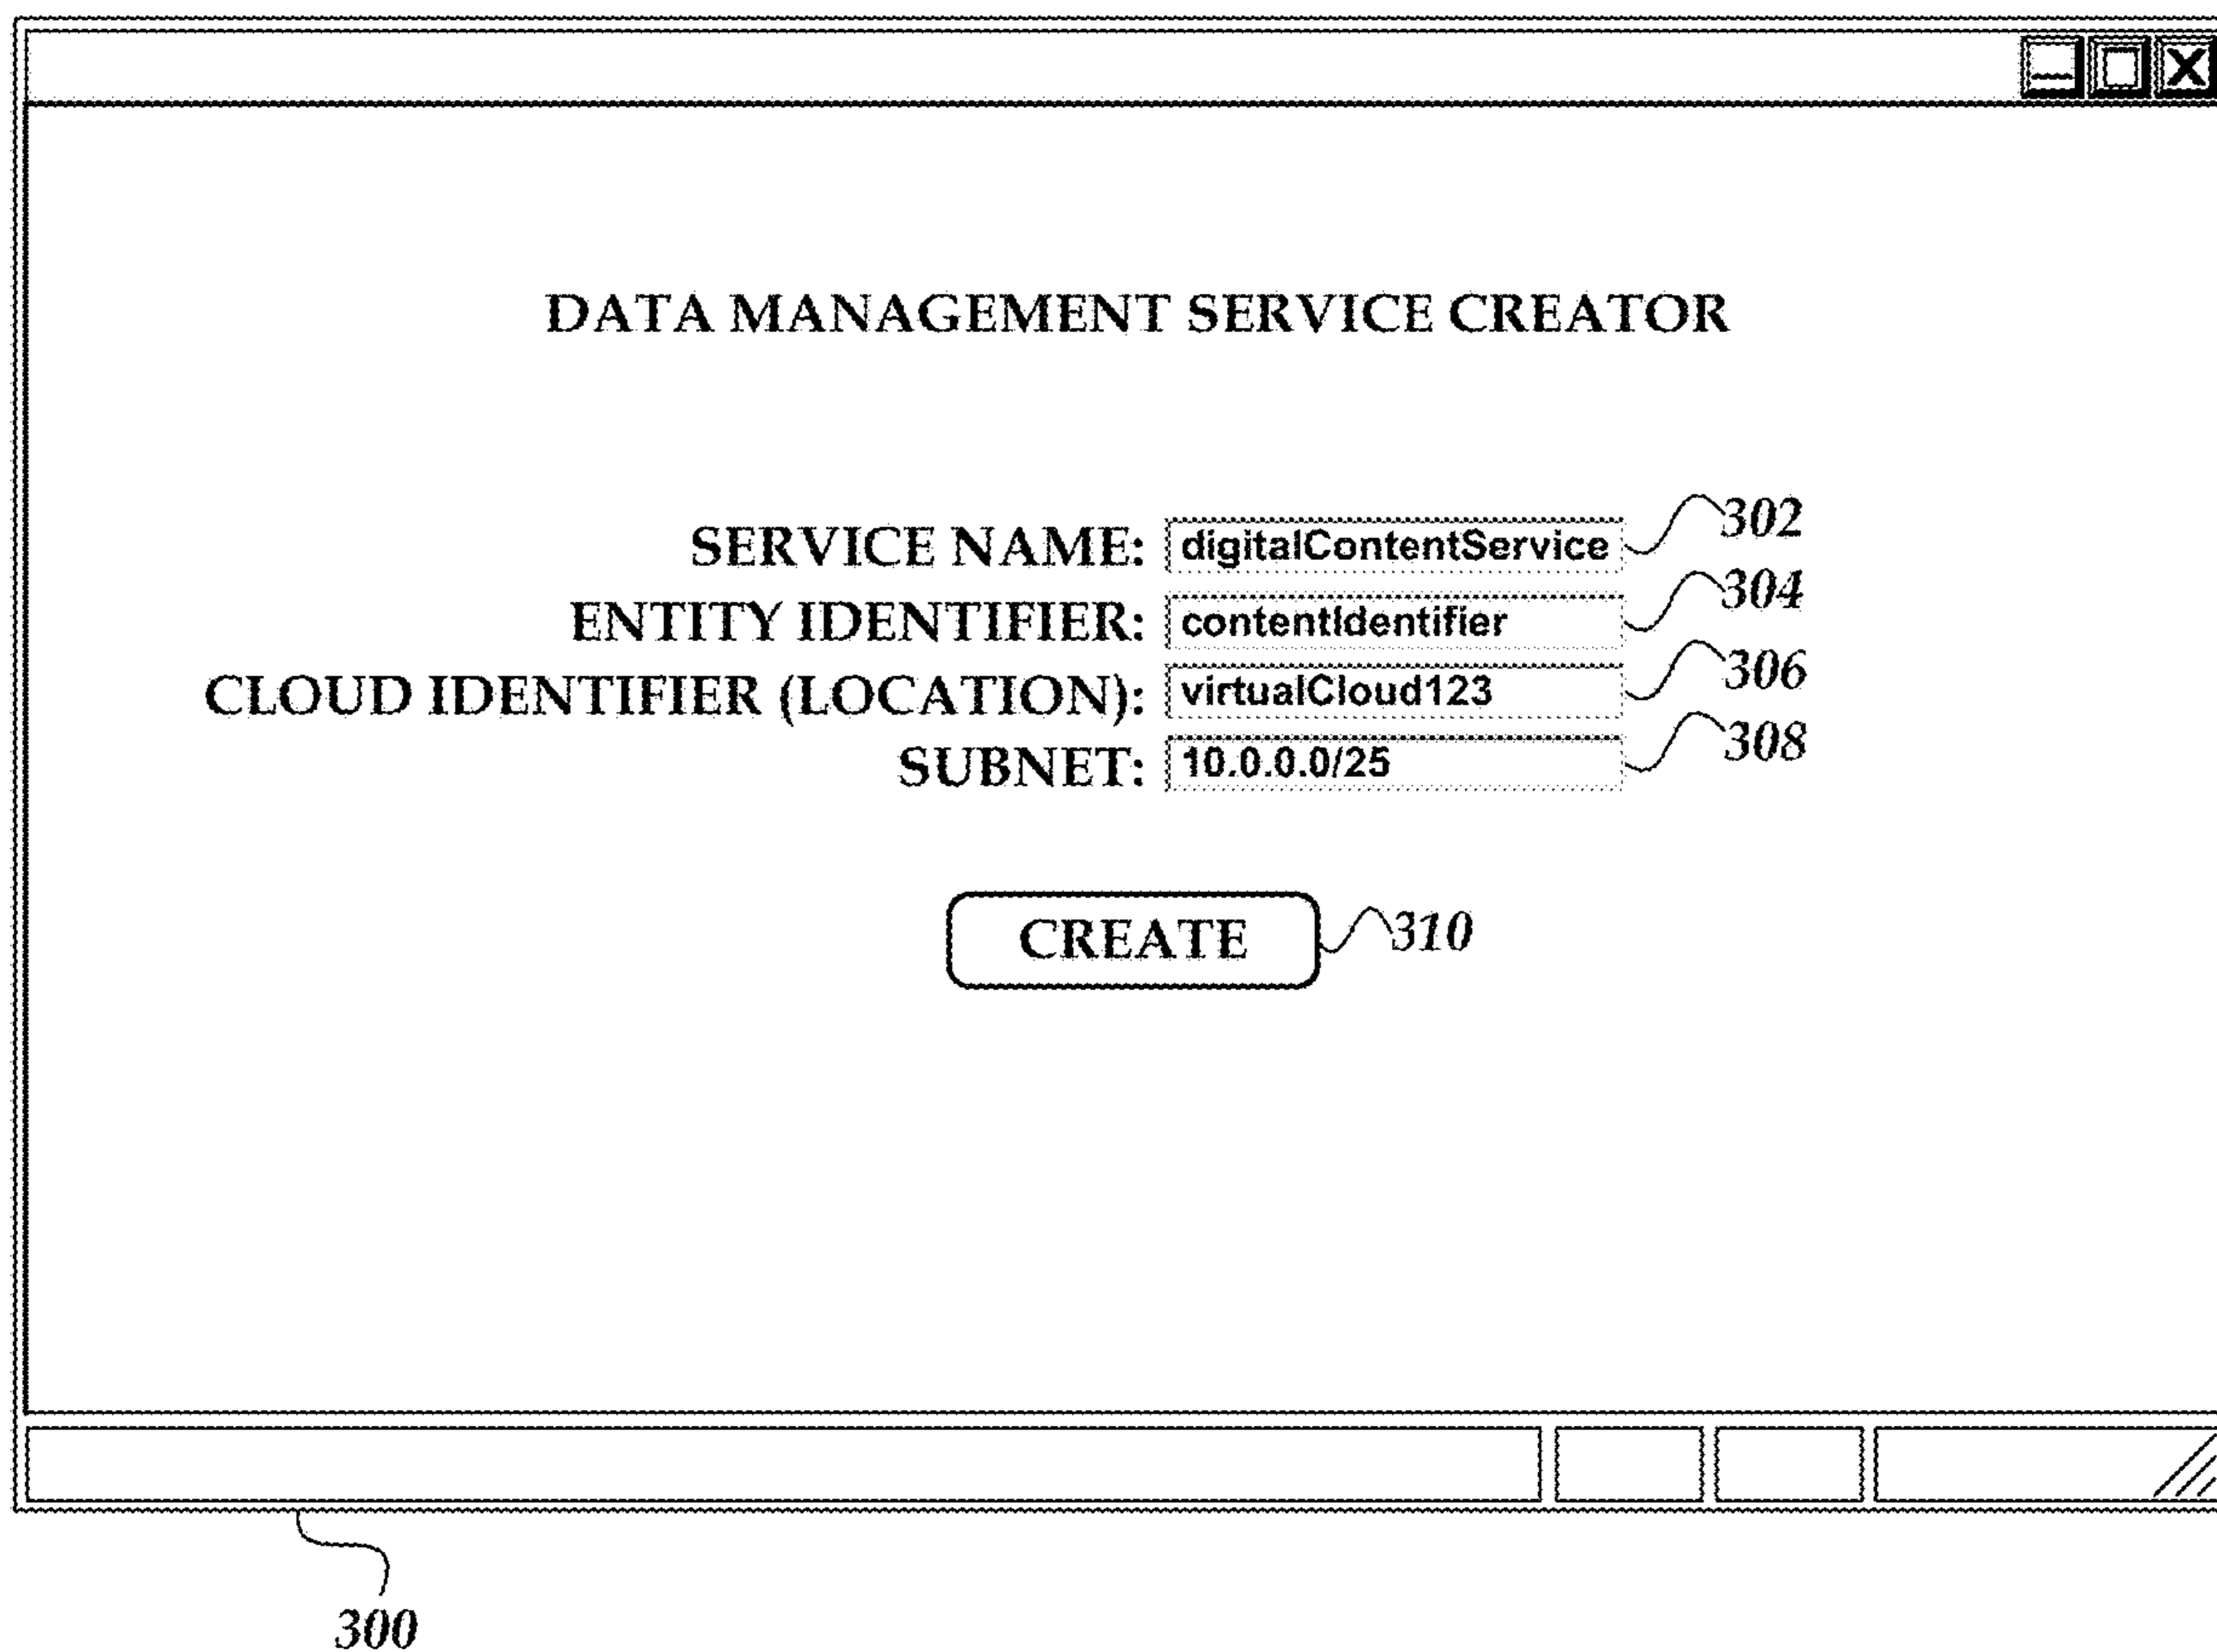 DATA MANAGEMENT SERVICE CREATOR
SERVICE NAME: digitalContentService 302
ENTITY IDENTIFIER: contentIdentifier 304
CLOUD IDENTIFIER (LOCATION): virtualCloud123 306
SUBNET: 10.0.0.0/25 308
CREATE 310
300